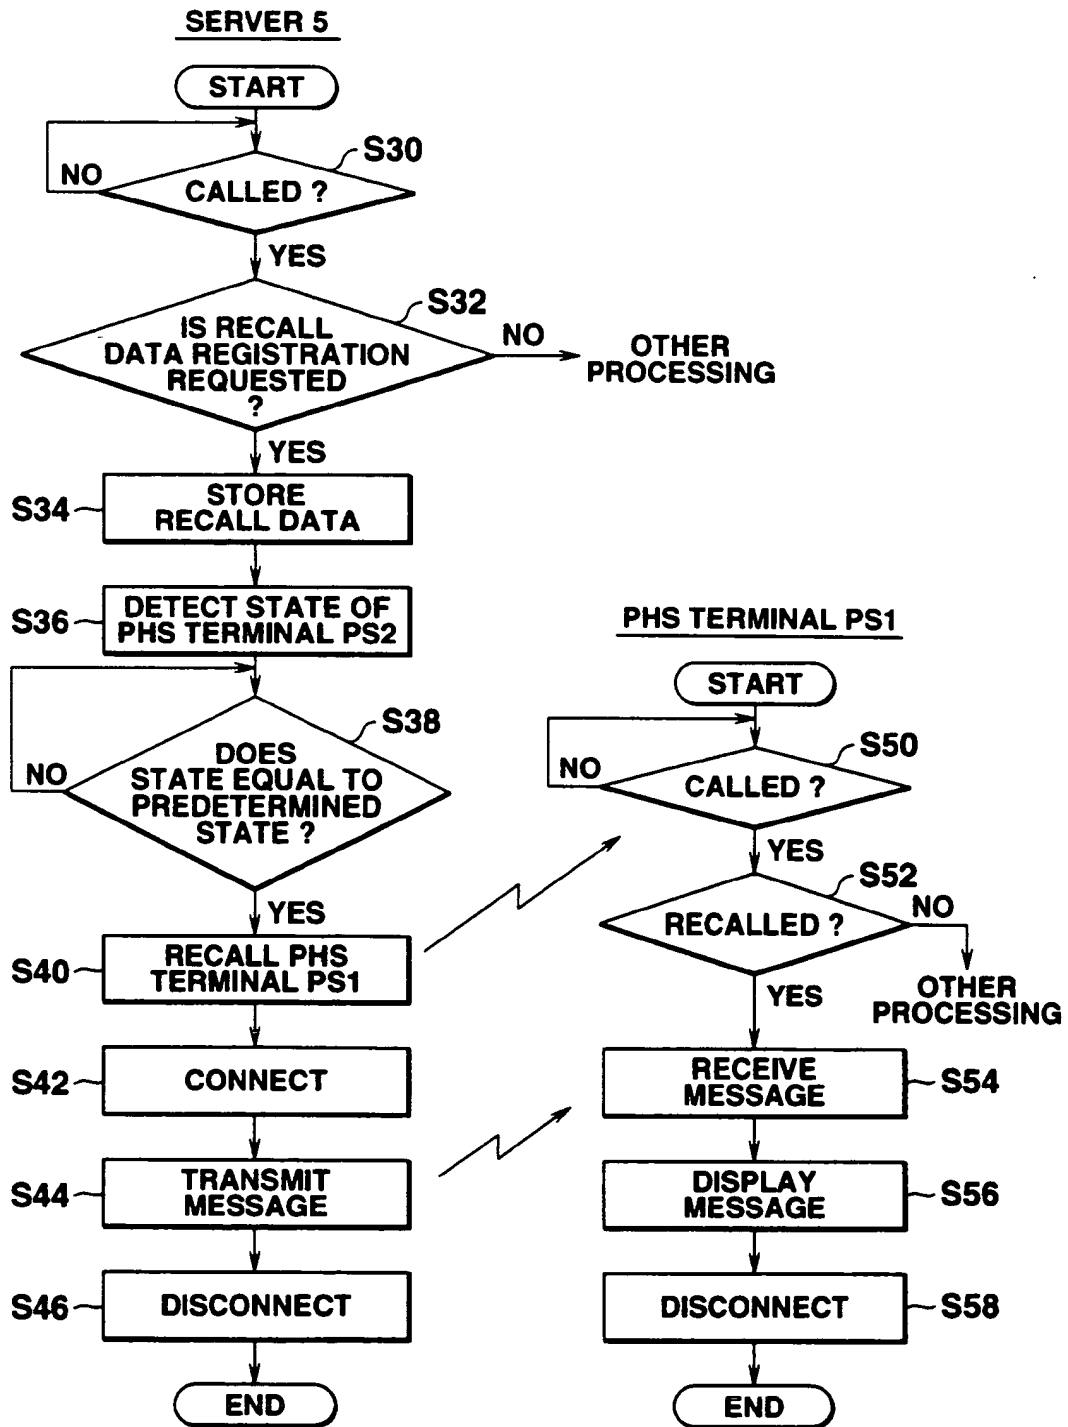 SERVER 5
START
S30
NO
CALLED ?
YES
S32
IS RECALL
DATA REGISTRATION
REQUESTED
?
NO
OTHER
PROCESSING
YES
S34
STORE
RECALL DATA
S36
DETECT STATE OF
PHS TERMINAL PS2
S38
NO
DOES
STATE EQUAL TO
PREDETERMINED
STATE ?
YES
S40
RECALL PHS
TERMINAL PS1
S42
CONNECT
S44
TRANSMIT
MESSAGE
S46
DISCONNECT
END
PHS TERMINAL PS1
START
S50
NO
CALLED ?
YES
S52
RECALLED ?
NO
OTHER
PROCESSING
YES
RECEIVE
MESSAGE
S54
DISPLAY
MESSAGE
S56
DISCONNECT
S58
END